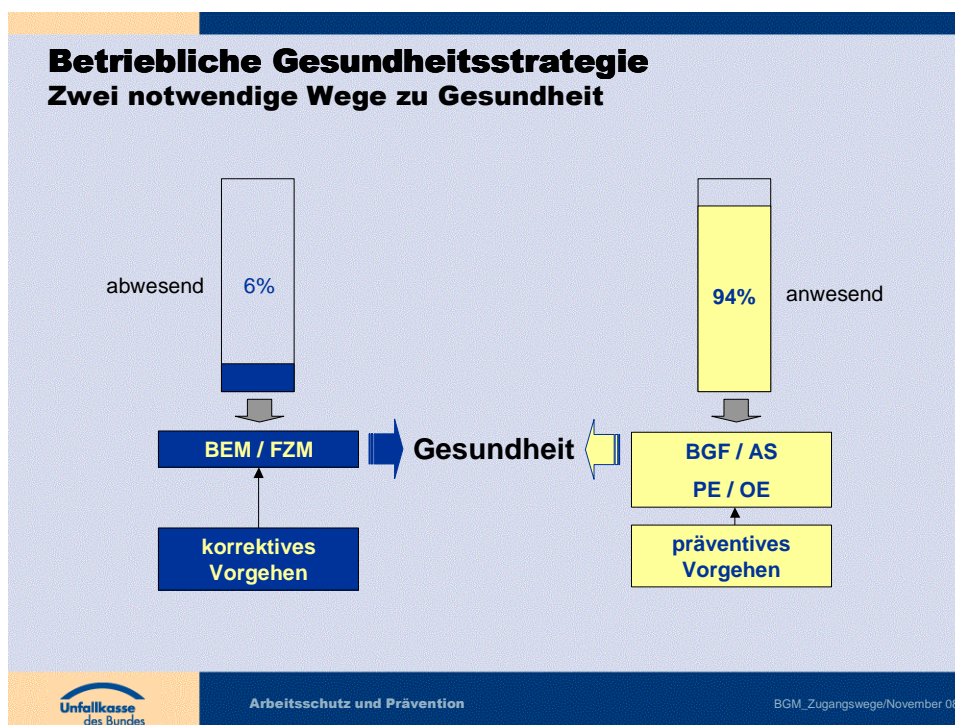 Betriebliche Gesundheitsstrategie
Zwei notwendige Wege zu Gesundheit
abwesend
6%
94%
anwesend
BEM / FZM
Gesundheit
BGF / AS
PE / OE
korrektives
Vorgehen
präventives
Vorgehen
Unfallkasse
des Bundes
Arbeitsschutz und Prävention
BGM_Zugangswege/November 08